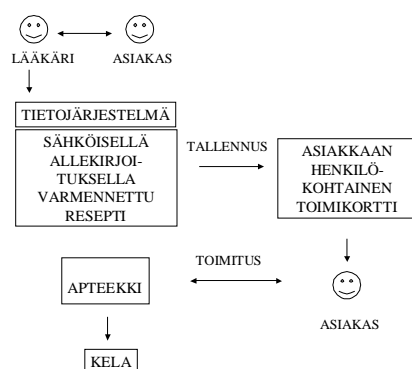 LÄÄKÄRI
ASIAKAS
TIETOJÄRJESTELMÄ
SÄHKÖISELLÄ
ALLEKIRJOI-
TUKSELLA
VARMENNETTU
RESEPTI
TALLENNUS
ASIAKKAAN
HENKILÖ-
KOHTAINEN
TOIMIKORTTI
TOIMITUS
APTEEKKI
ASIAKAS
KELA